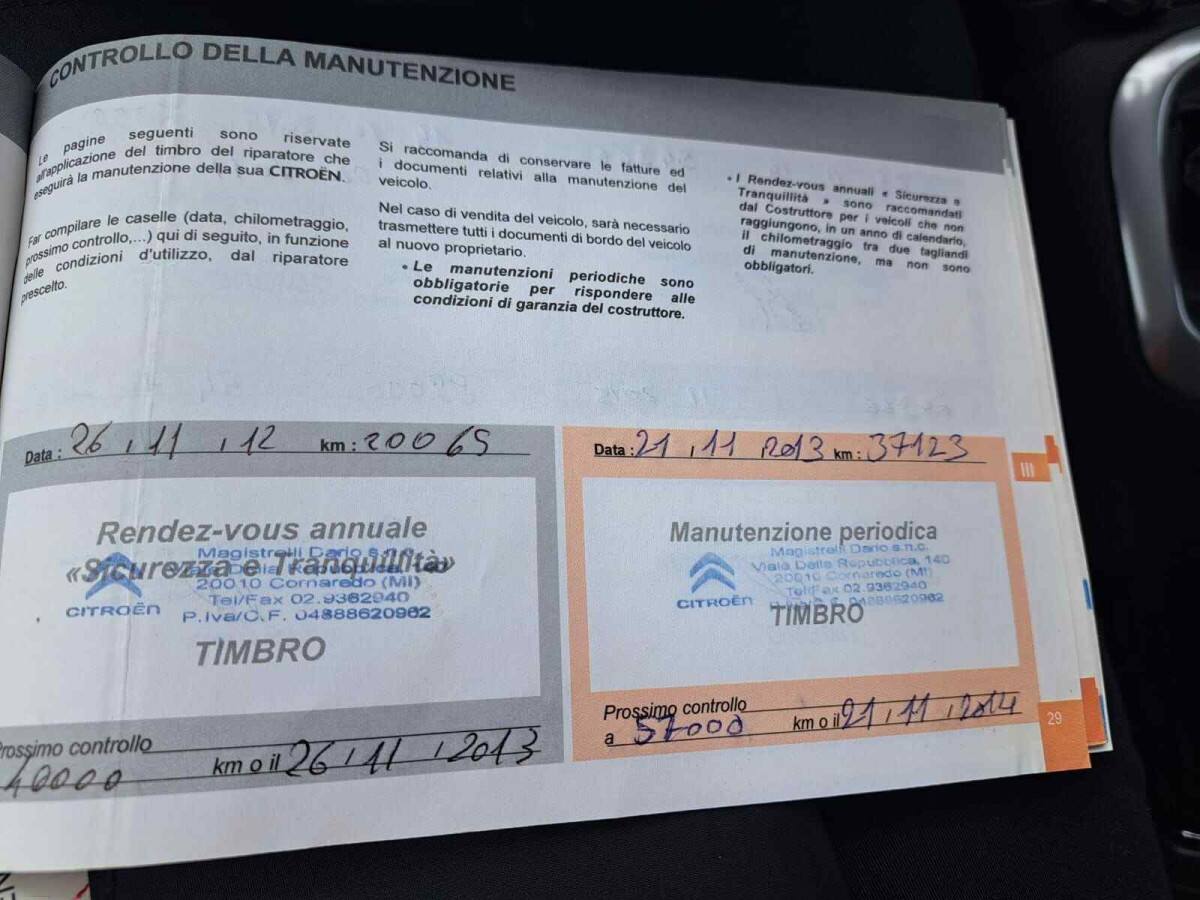 CONTROLLO DELLA MANUTENZIONE
Le pagine seguenti sono riservate
all'applicazione del timbro del riparatore che
eseguirà la manutenzione della sua CITROËN.
Far compilare le caselle (data, chilometraggio,
prossimo controllo,...) qui di seguito, in funzione
delle condizioni d'utilizzo, dal riparatore
prescelto.
Si raccomanda di conservare le fatture ed
i documenti relativi alla manutenzione del
veicolo.
Nel caso di vendita del veicolo, sarà necessario
trasmettere tutti i documenti di bordo del veicolo
al nuovo proprietario.
• Le manutenzioni periodiche sono
obbligatorie per rispondere alle
condizioni di garanzia del costruttore.
• I Rendez-vous annuali « Sicurezza e
Tranquillità » sono raccomandati
dal Costruttore per i veicoli che non
raggiungono, in un anno di calendario,
il chilometraggio tra due tagliandi
di manutenzione, ma non sono
obbligatori.
Data : 26 , 11 , 12 km : 20065
Rendez-vous annuale
«Sicurezza e Tranquillità»
Magistrelli Dario s.n.c.
20010 Cornaredo (MI)
Tel/Fax 02.9362940
P.Iva/C.F. 04888620962
CITROËN
TIMBRO
Prossimo controllo
40000 km o il 26 , 11 , 2013
Data : 21 , 11 , 2013 km : 37123
Manutenzione periodica
Magistrelli Dario s.n.c.
Viale Della Repubblica, 140
20010 Cornaredo (MI)
Tel/Fax 02.9362940
04888620962
CITROËN
TIMBRO
Prossimo controllo
a 57000 km o il 21 , 11 , 2014
III
29